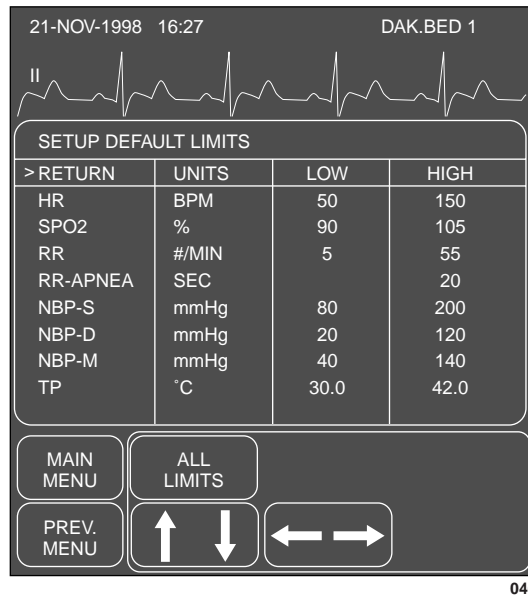 21-NOV-1998 16:27 DAK.BED 1
II
SETUP DEFAULT LIMITS
> RETURN UNITS LOW HIGH
HR BPM 50 150
SPO2 % 90 105
RR #/MIN 5 55
RR-APNEA SEC 20
NBP-S mmHg 80 200
NBP-D mmHg 20 120
NBP-M mmHg 40 140
TP °C 30.0 42.0
MAIN MENU
ALL LIMITS
PREV. MENU
04